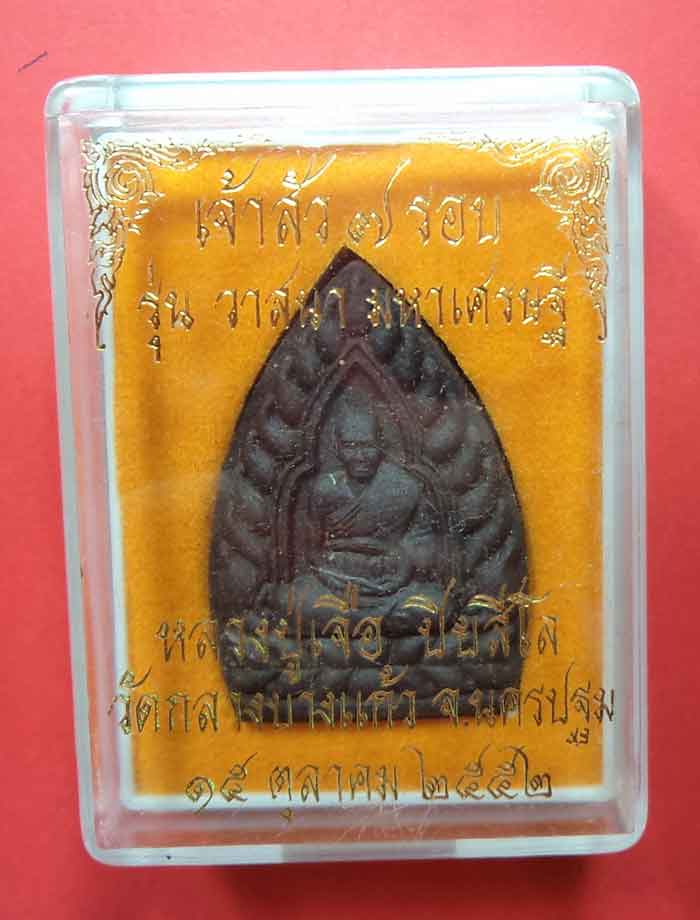 เจ้าสัว ๗ รอบ
รุ่น วาสนา มหาเศรษฐี
หลวงปู่เจือ ปิยสีโล
วัดกลางบางแก้ว จ.นครปฐม
๑๕ ตุลาคม ๒๕๕๒